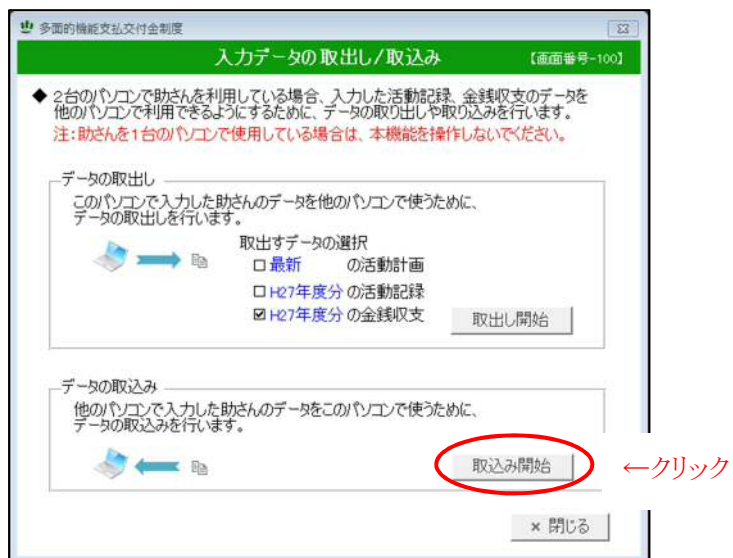 多面的機能支払交付金制度
入力データの取出し/取込み
【画面番号-100】
◆ 2台のパソコンで助さんを利用している場合、入力した活動記録、金銭収支のデータを
他のパソコンで利用できるようにするために、データの取り出しや取り込みを行います。
注:助さんを1台のパソコンで使用している場合は、本機能を操作しないでください。
データの取出し
このパソコンで入力した助さんのデータを他のパソコンで使うために、
データの取出しを行います。
取出すデータの選択
最新 の活動計画
H27年度分 の活動記録
H27年度分 の金銭収支
取出し開始
データの取込み
他のパソコンで入力した助さんのデータをこのパソコンで使うために、
データの取込みを行います。
取込み開始
←クリック
× 閉じる